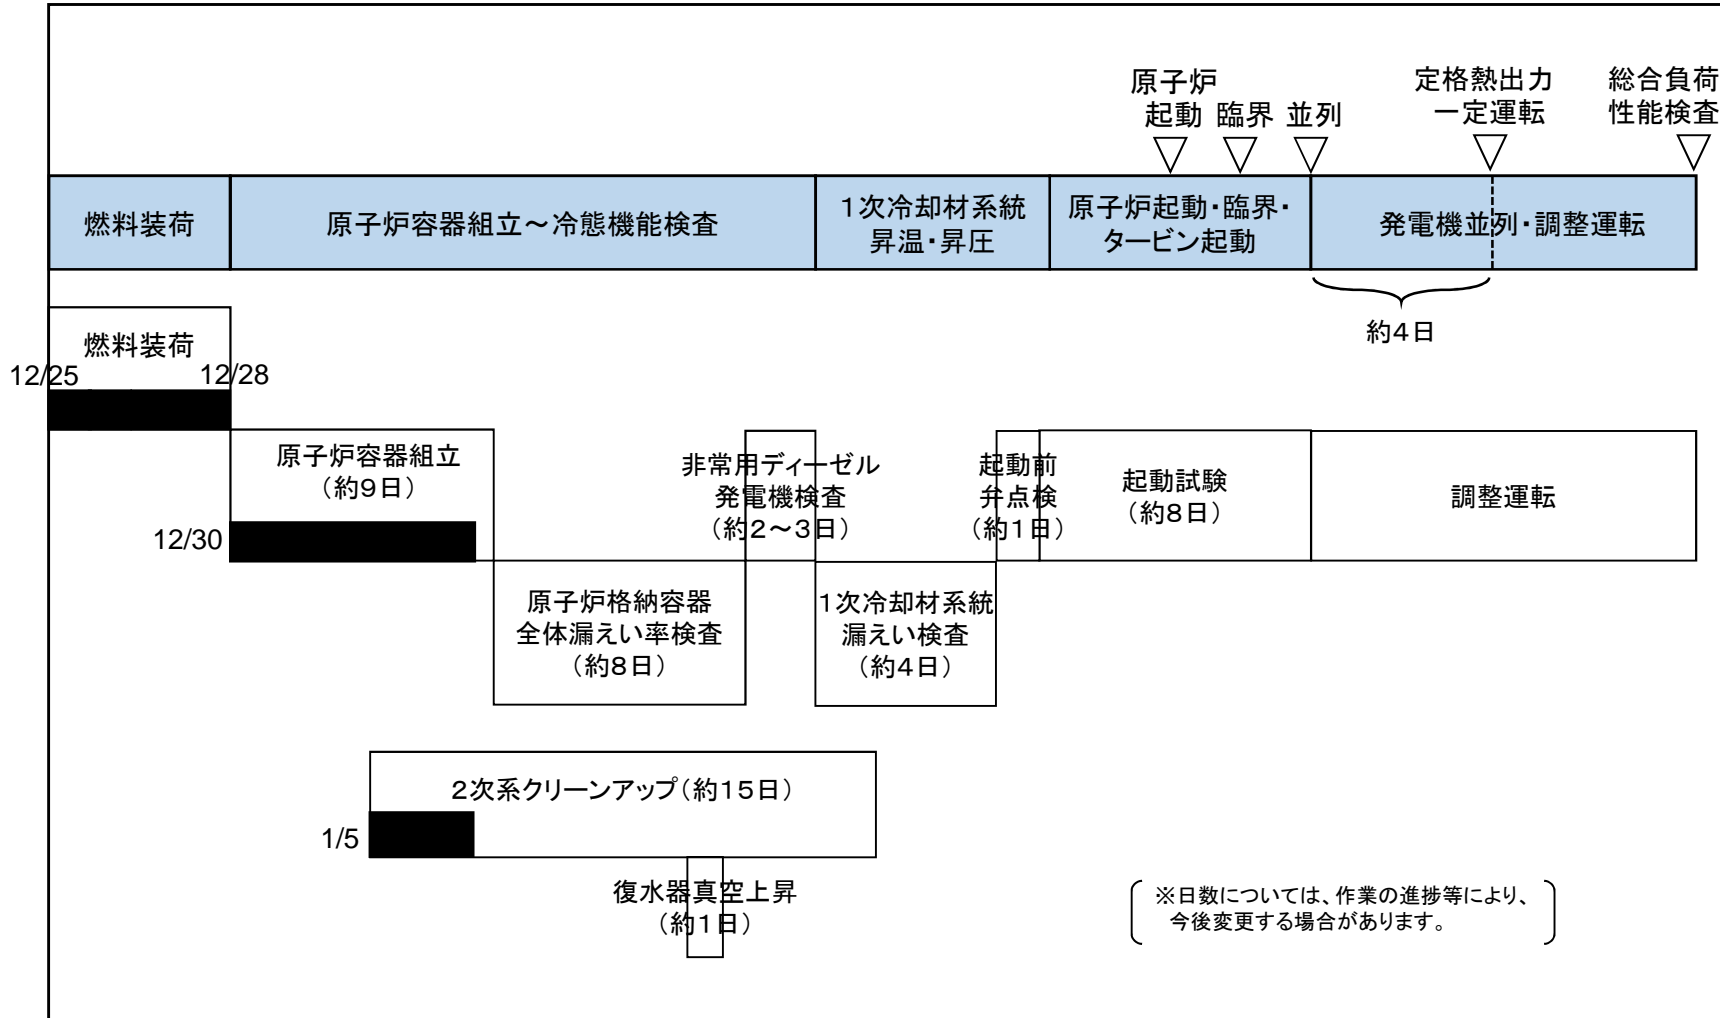 原子炉
起動
臨界
並列
定格熱出力
一定運転
総合負荷
性能検査
燃料装荷
原子炉容器組立～冷態機能検査
１次冷却材系統
昇温・昇圧
原子炉起動・臨界・
タービン起動
発電機並列・調整運転
約４日
燃料装荷
12/25
12/28
原子炉容器組立
（約９日）
12/30
非常用ディーゼル
発電機検査
（約２～３日）
起動前
弁点検
（約１日）
起動試験
（約８日）
調整運転
原子炉格納容器
全体漏えい率検査
（約８日）
１次冷却材系統
漏えい検査
（約４日）
２次系クリーンアップ（約１５日）
1/5
復水器真空上昇
（約１日）
※日数については、作業の進捗等により、
今後変更する場合があります。